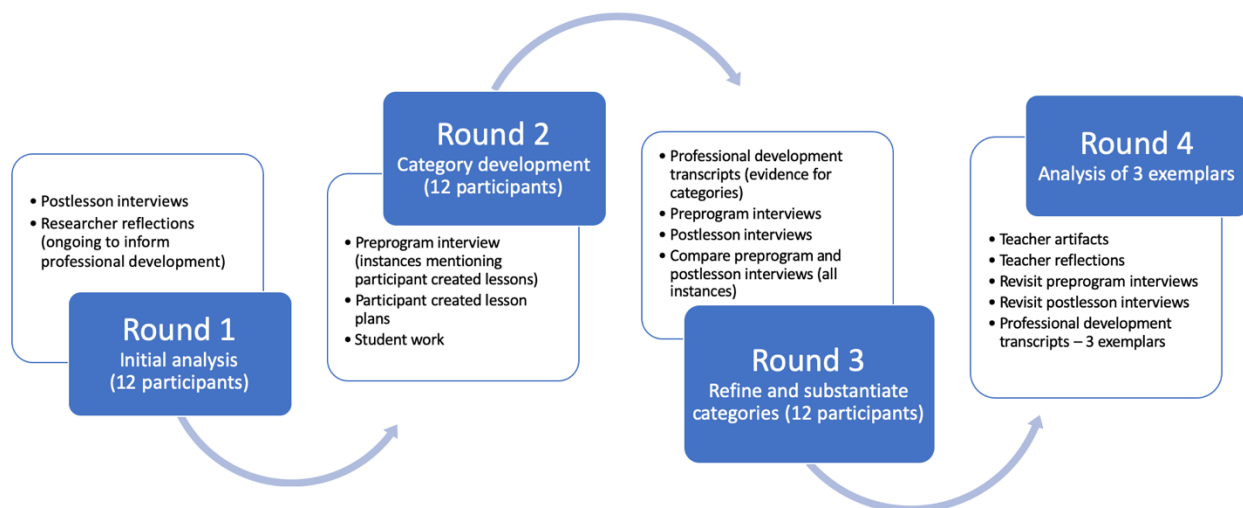 • Postlesson interviews
• Researcher reflections
(ongoing to inform
professional development)
Round 1
Initial analysis
(12 participants)
Round 2
Category development
(12 participants)
• Preprogram interview
(instances mentioning
participant created lessons)
• Participant created lesson
plans
• Student work
• Professional development
transcripts (evidence for
categories)
• Preprogram interviews
• Postlesson interviews
• Compare preprogram and
postlesson interviews (all
instances)
Round 3
Refine and substantiate
categories (12 participants)
Round 4
Analysis of 3 exemplars
• Teacher artifacts
• Teacher reflections
• Revisit preprogram interviews
• Revisit postlesson interviews
• Professional development
transcripts – 3 exemplars